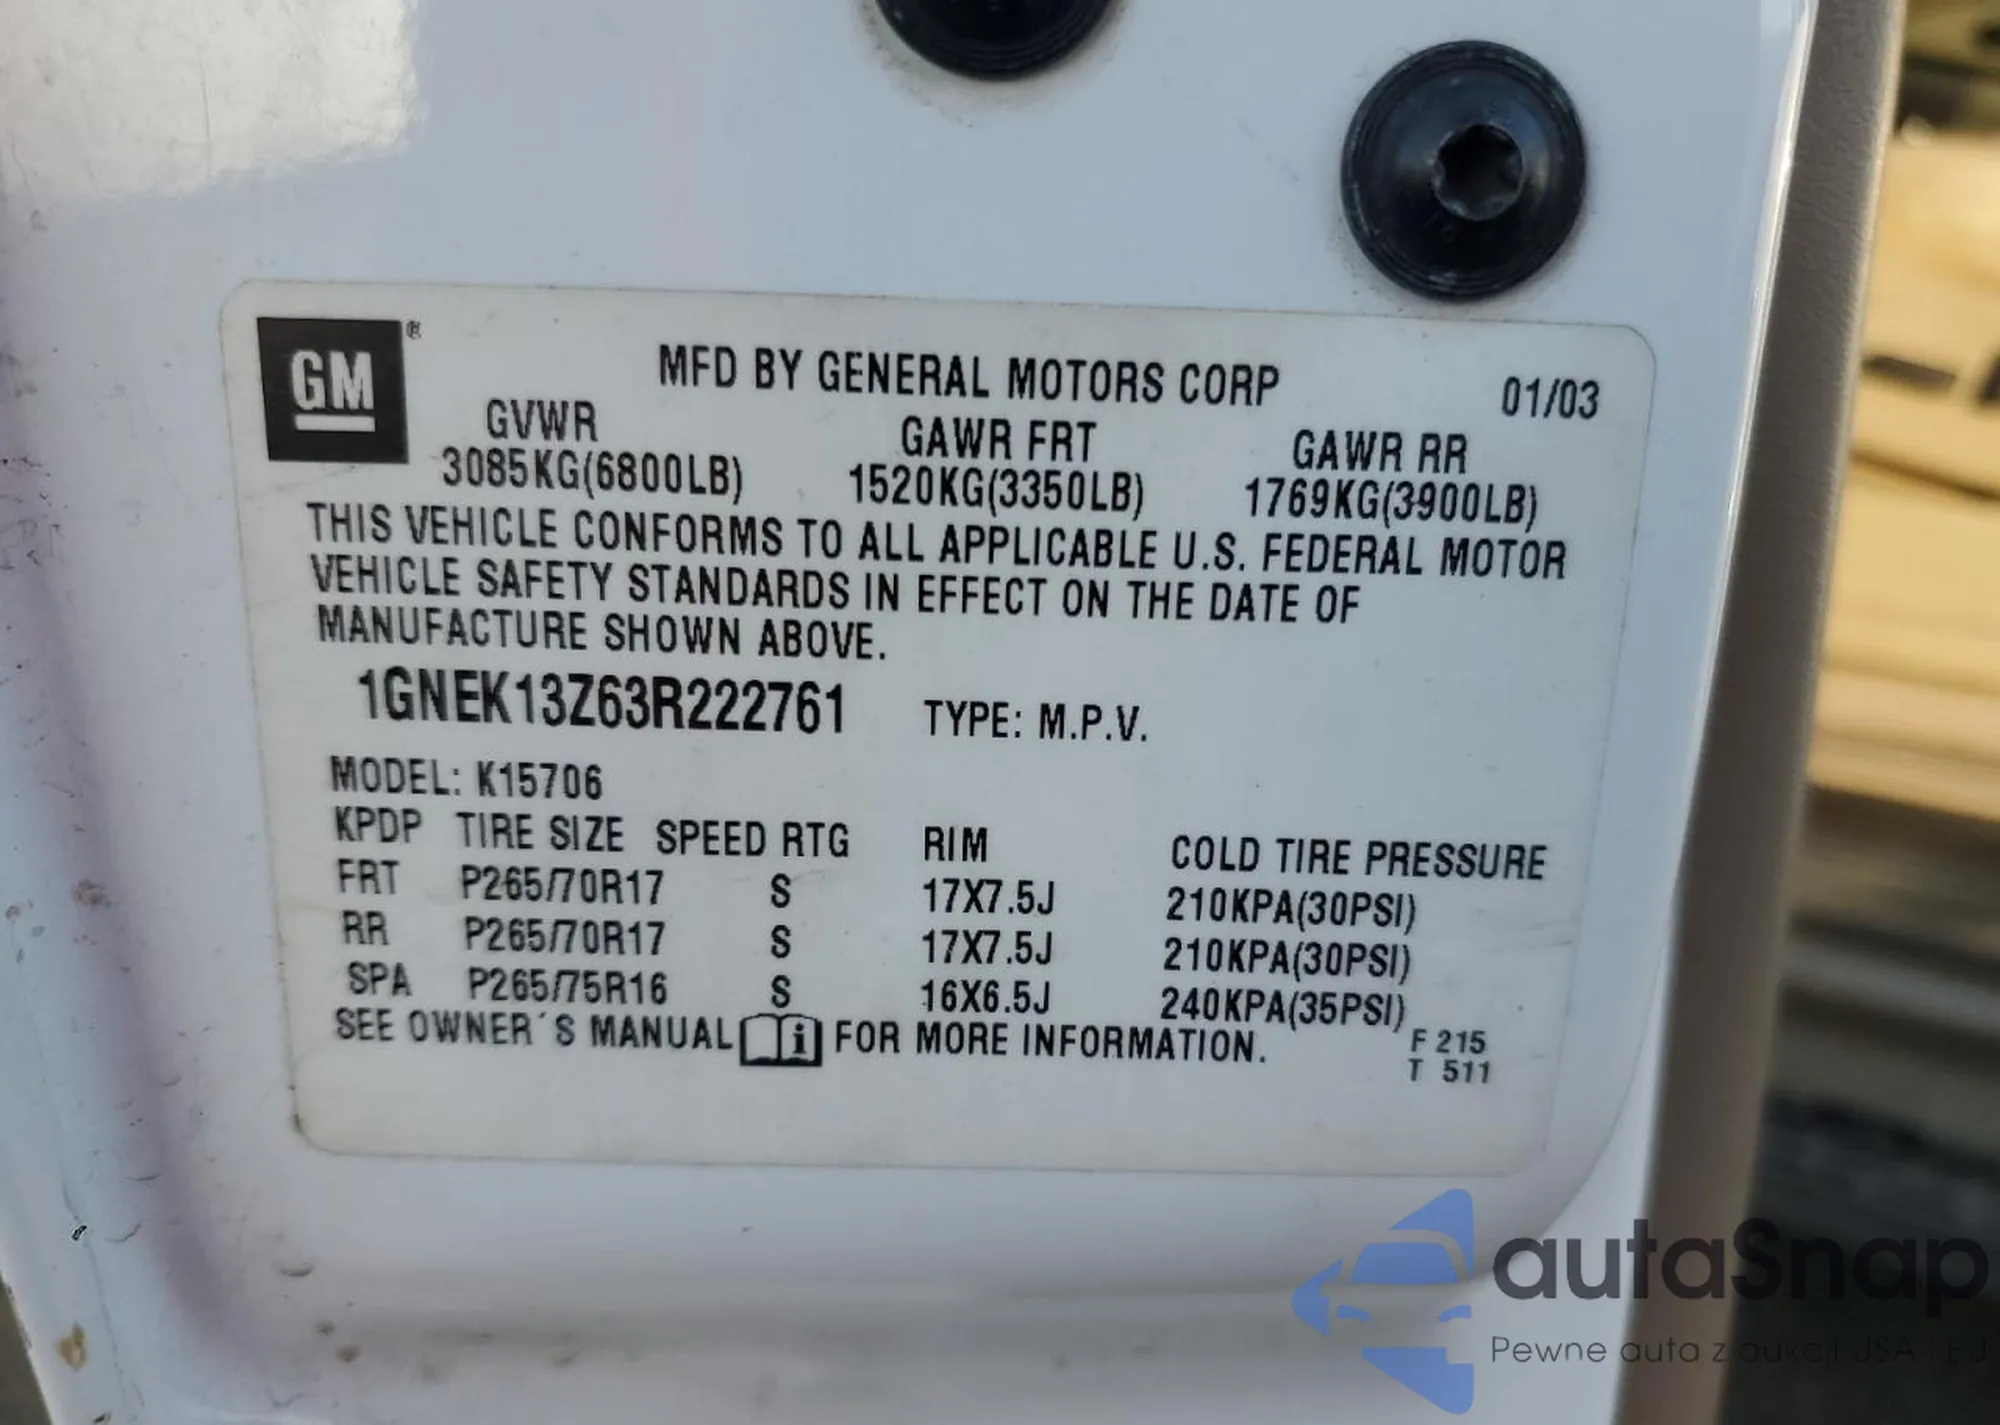 GM ®
MFD BY GENERAL MOTORS CORP 01/03
GVWR GAWR FRT GAWR RR
3085KG(6800LB) 1520KG(3350LB) 1769KG(3900LB)
THIS VEHICLE CONFORMS TO ALL APPLICABLE U.S. FEDERAL MOTOR
VEHICLE SAFETY STANDARDS IN EFFECT ON THE DATE OF
MANUFACTURE SHOWN ABOVE.
1GNEK13Z63R222761 TYPE: M.P.V.
MODEL: K15706
KPDP TIRE SIZE SPEED RTG RIM COLD TIRE PRESSURE
FRT P265/70R17 S 17X7.5J 210KPA(30PSI)
RR P265/70R17 S 17X7.5J 210KPA(30PSI)
SPA P265/75R16 S 16X6.5J 240KPA(35PSI)
SEE OWNER´S MANUAL i FOR MORE INFORMATION.
F 215
T 511
autaSnap
Pewne auta z aukcji USA i EU